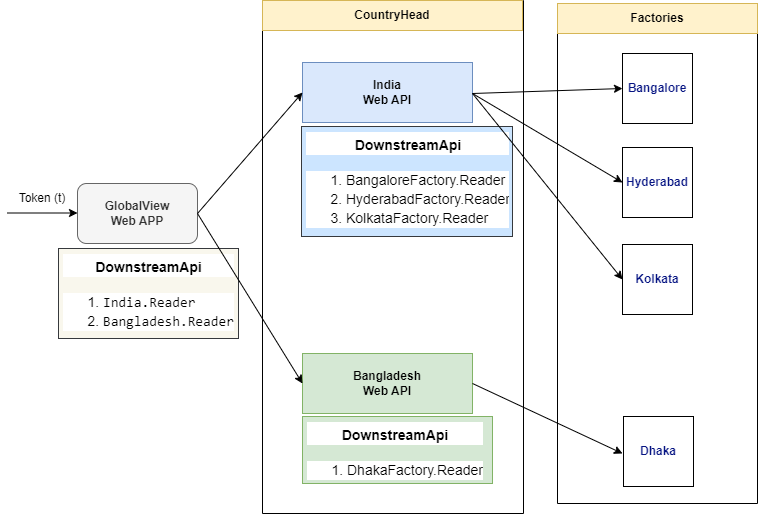 CountryHead
Factories
India
Web API
Bangalore
DownstreamApi
1. BangaloreFactory.Reader
2. HyderabadFactory.Reader
3. KolkataFactory.Reader
Hyderabad
Token (t)
GlobalView
Web APP
DownstreamApi
1. India.Reader
2. Bangladesh.Reader
Kolkata
Bangladesh
Web API
DownstreamApi
1. DhakaFactory.Reader
Dhaka